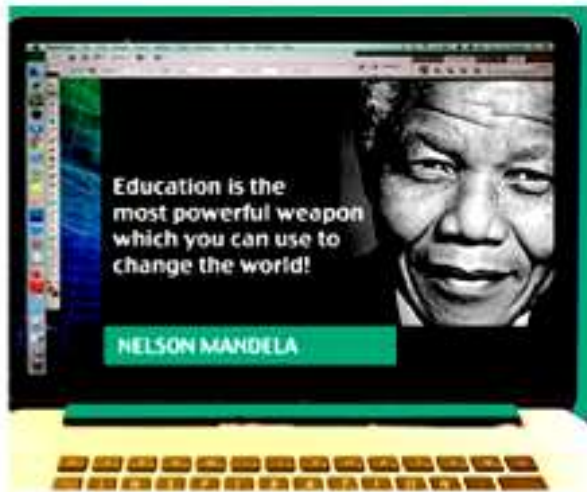 Education is the
most powerful weapon
which you can use to
change the world!
NELSON MANDELA